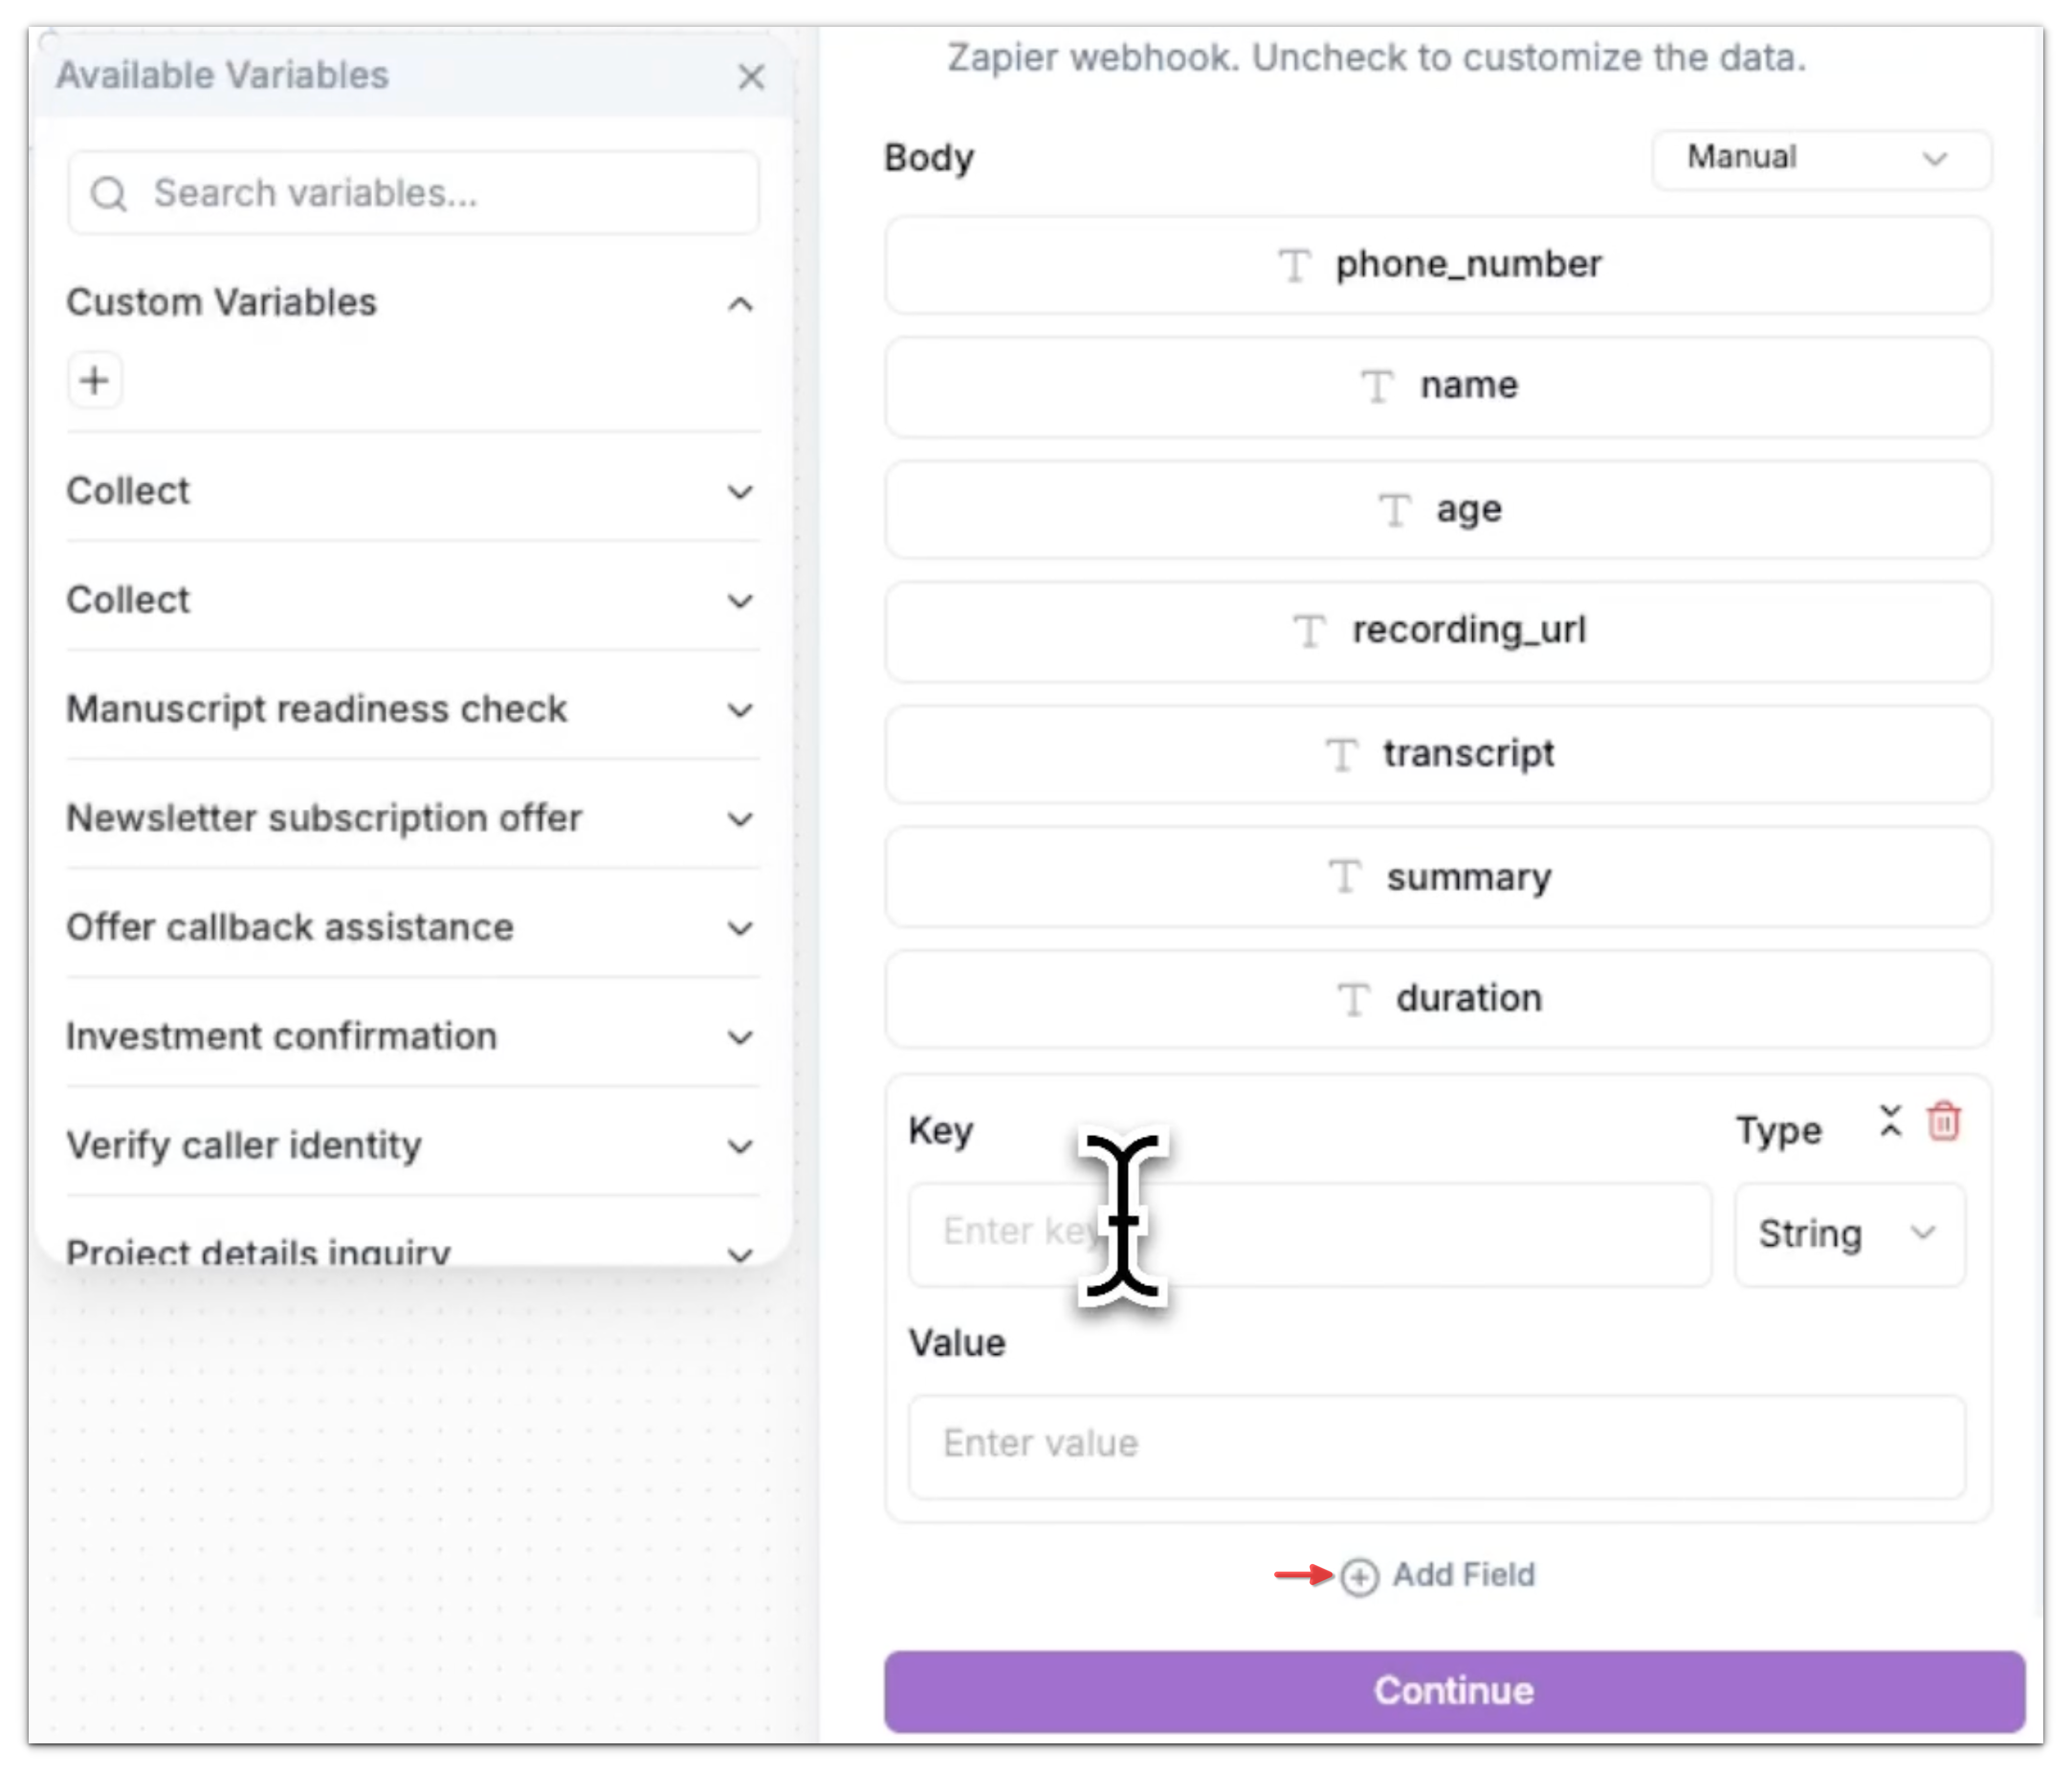 Available Variables
Search variables...
Custom Variables
Collect
Collect
Manuscript readiness check
Newsletter subscription offer
Offer callback assistance
Investment confirmation
Verify caller identity
Project details inquiry
Zapier webhook. Uncheck to customize the data.
Body
Manual
phone_number
name
age
recording_url
transcript
summary
duration
Key
Type
Enter key
String
Value
Enter value
Add Field
Continue